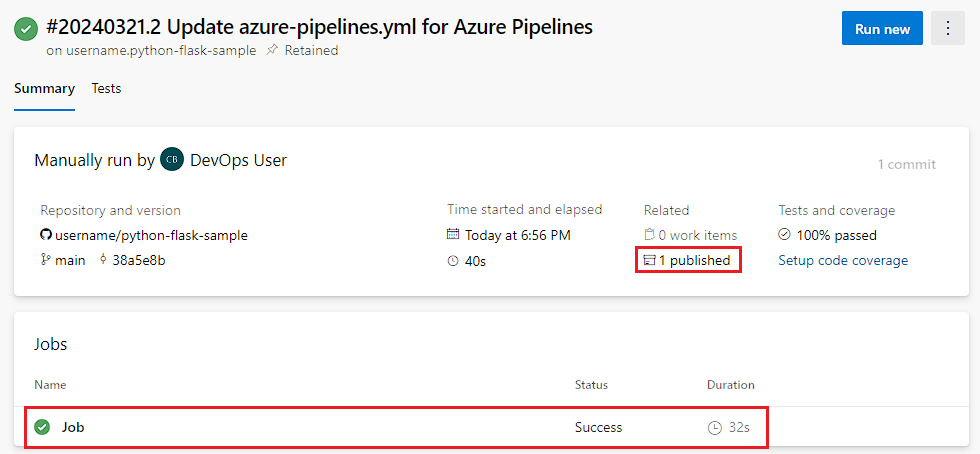 #20240321.2 Update azure-pipelines.yml for Azure Pipelines
Run new
on username.python-flask-sample Retained
Summary Tests
Manually run by CB DevOps User
1 commit
Repository and version Time started and elapsed Related Tests and coverage
username/python-flask-sample Today at 6:56 PM 0 work items 100% passed
main 38a5e8b 40s 1 published Setup code coverage
Jobs
Name Status Duration
Job Success 32s